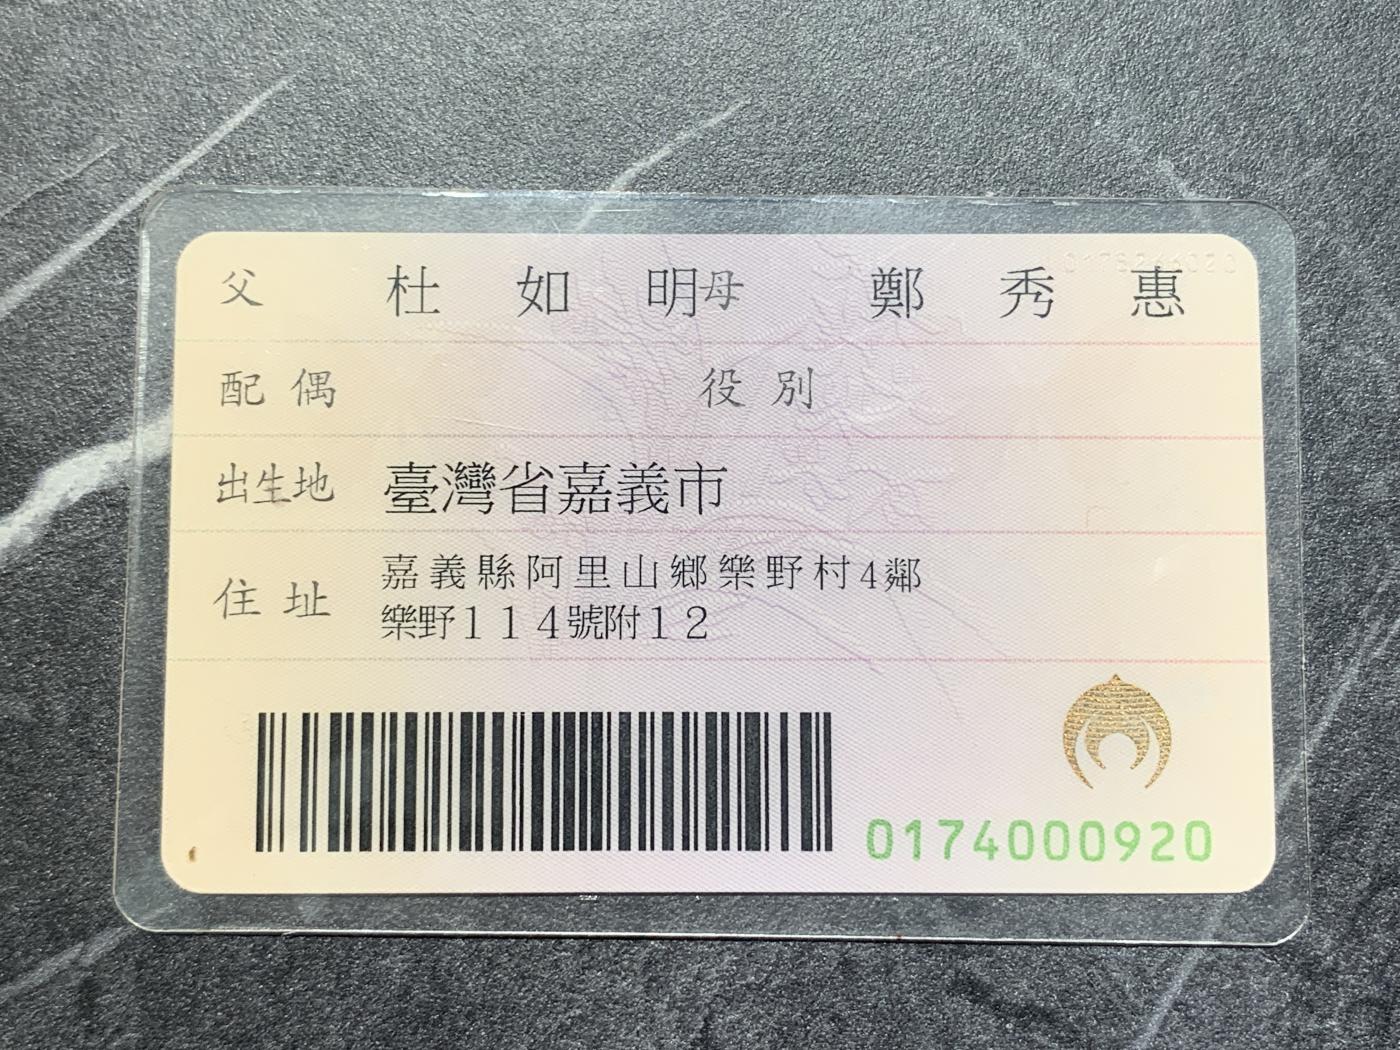 父 杜如明 母 鄭秀惠
配偶 役別
出生地 臺灣省嘉義市
住址 嘉義縣阿里山鄉樂野村4鄰
樂野114號附12
0174000920